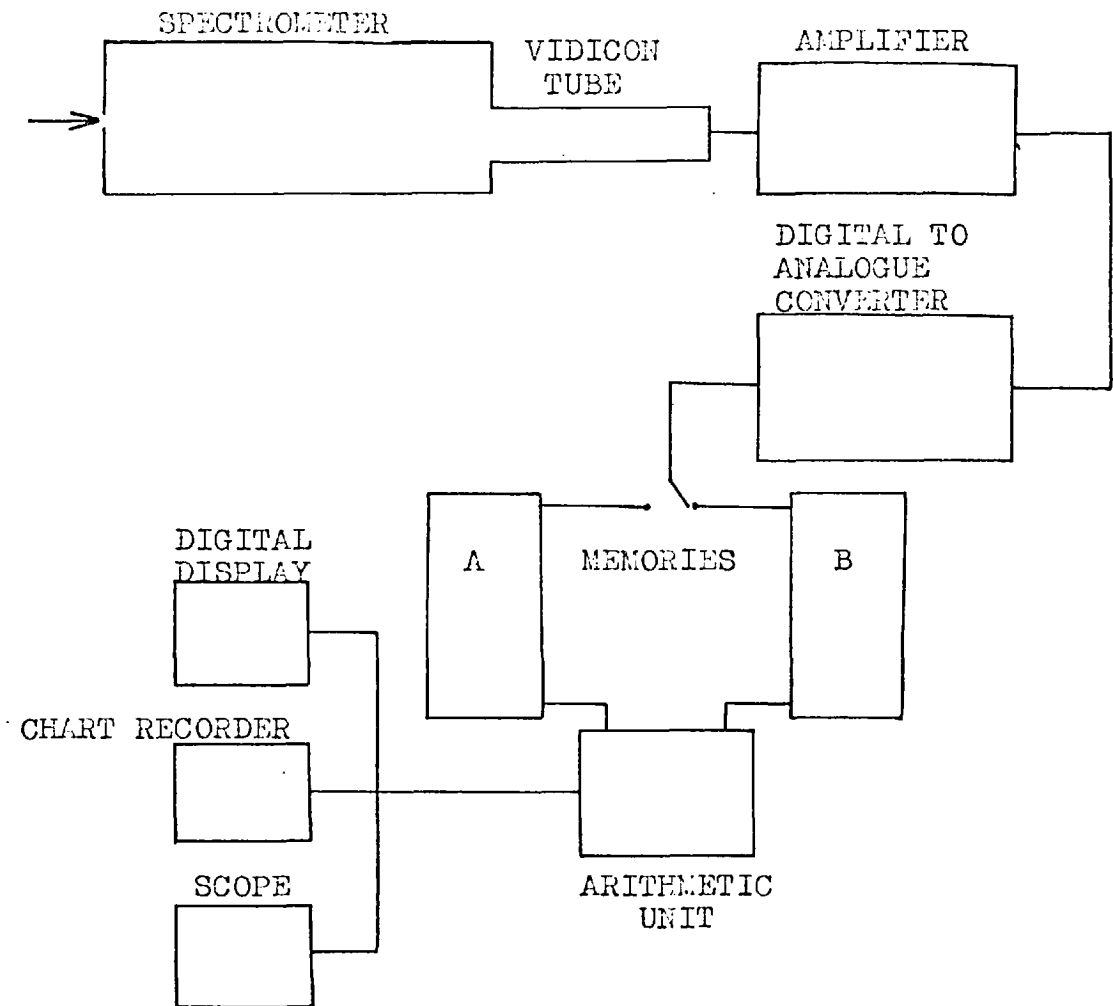 SPECTROMETER
VIDICON
TUBE
AMPLIFIER
DIGITAL TO
ANALOGUE
CONVERTER
A
MEMORIES
B
DIGITAL
DISPLAY
CHART RECORDER
SCOPE
ARITHMETIC
UNIT